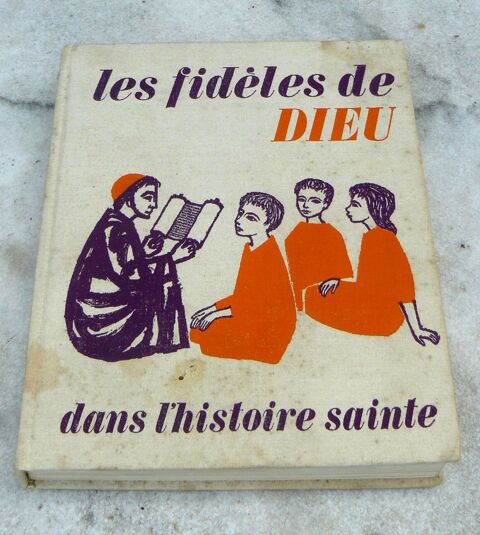 les fidèles de
DIEU
dans l'histoire sainte